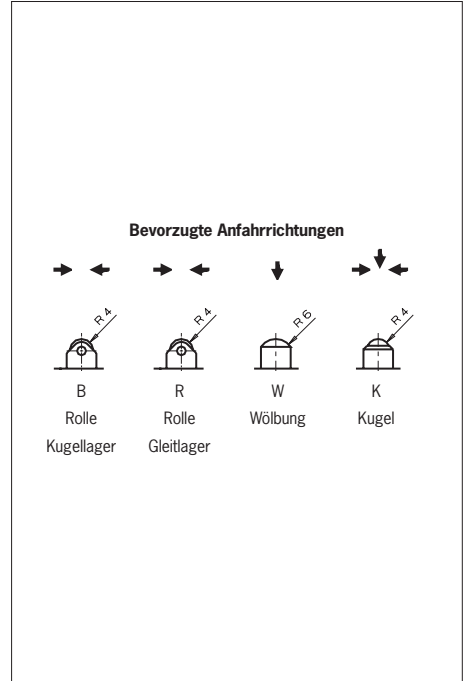 Bevorzugte Anfahrrichtungen
R 4 R 4 R 6 R 4
B R W K
Rolle Rolle Wölbung Kugel
Kugellager Gleitlager